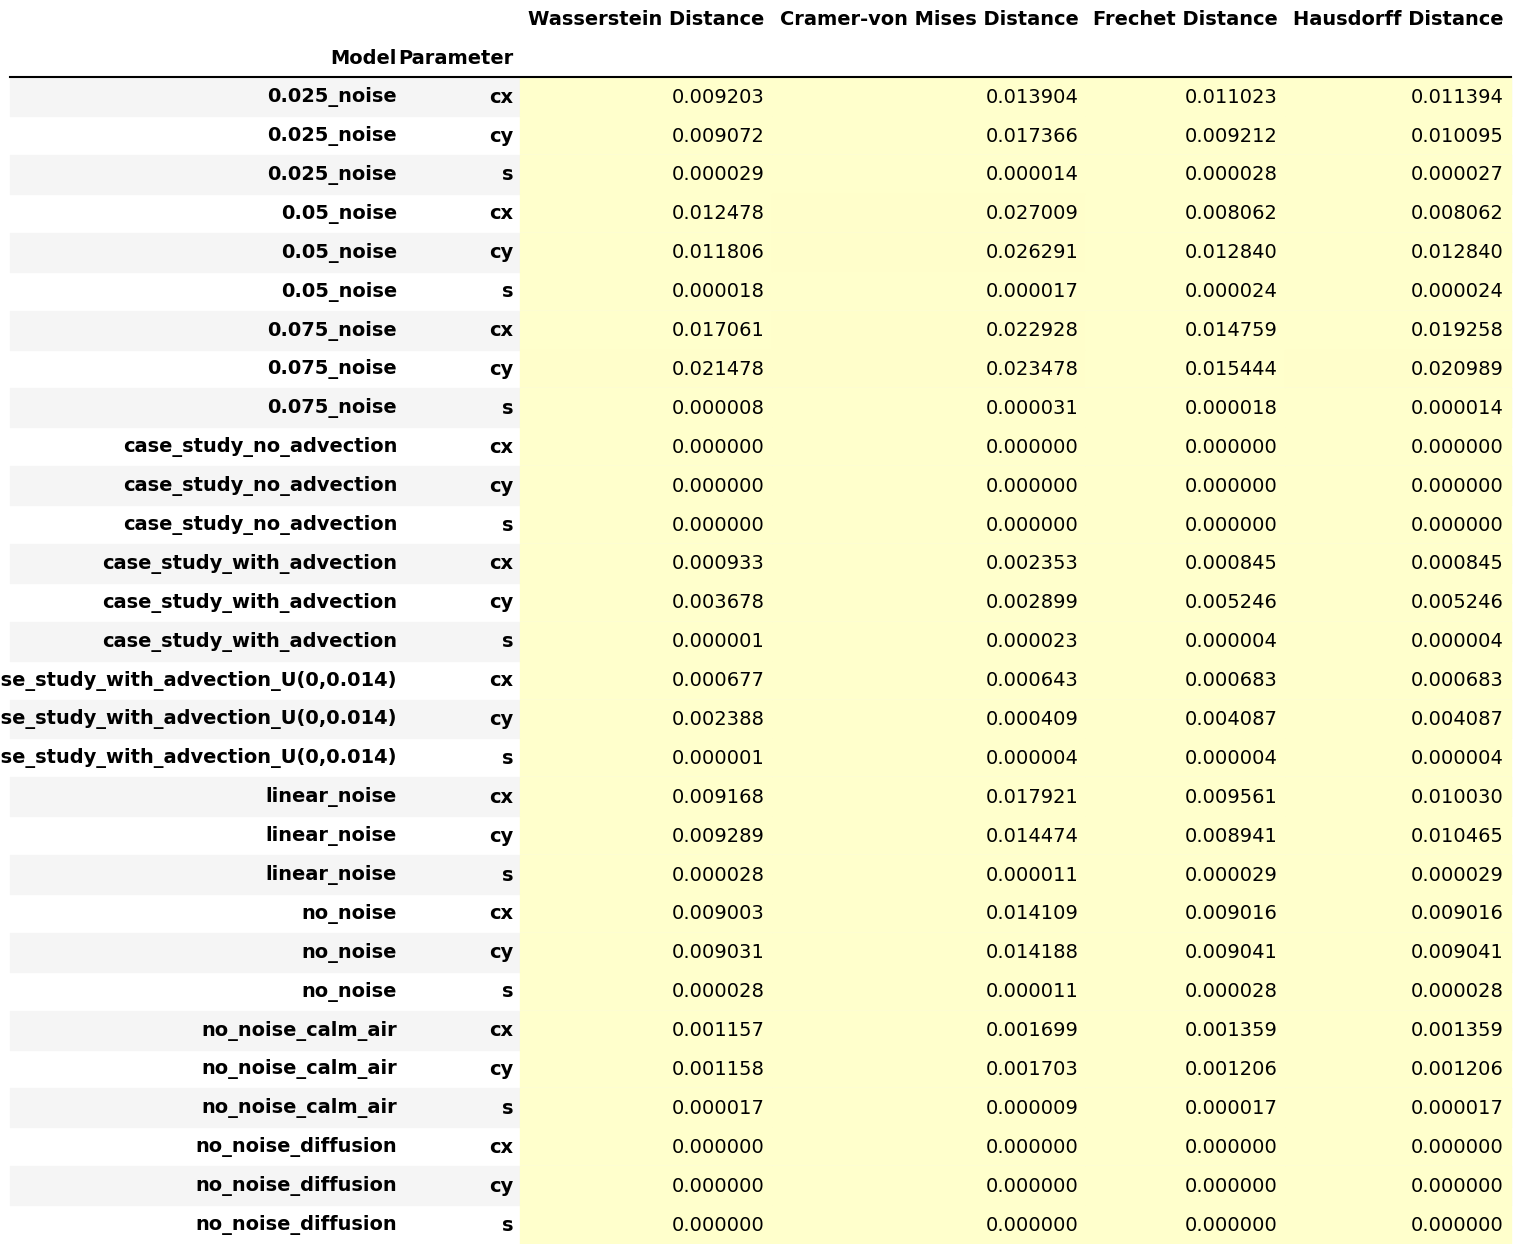 Wasserstein Distance Cramer-von Mises Distance Frechet Distance Hausdorff Distance
Model Parameter
0.025_noise cx 0.009203 0.013904 0.011023 0.011394
0.025_noise cy 0.009072 0.017366 0.009212 0.010095
0.025_noise s 0.000029 0.000014 0.000028 0.000027
0.05_noise cx 0.012478 0.027009 0.008062 0.008062
0.05_noise cy 0.011806 0.026291 0.012840 0.012840
0.05_noise s 0.000018 0.000017 0.000024 0.000024
0.075_noise cx 0.017061 0.022928 0.014759 0.019258
0.075_noise cy 0.021478 0.023478 0.015444 0.020989
0.075_noise s 0.000008 0.000031 0.000018 0.000014
case_study_no_advection cx 0.000000 0.000000 0.000000 0.000000
case_study_no_advection cy 0.000000 0.000000 0.000000 0.000000
case_study_no_advection s 0.000000 0.000000 0.000000 0.000000
case_study_with_advection cx 0.000933 0.002353 0.000845 0.000845
case_study_with_advection cy 0.003678 0.002899 0.005246 0.005246
case_study_with_advection s 0.000001 0.000023 0.000004 0.000004
se_study_with_advection_U(0,0.014) cx 0.000677 0.000643 0.000683 0.000683
se_study_with_advection_U(0,0.014) cy 0.002388 0.000409 0.004087 0.004087
se_study_with_advection_U(0,0.014) s 0.000001 0.000004 0.000004 0.000004
linear_noise cx 0.009168 0.017921 0.009561 0.010030
linear_noise cy 0.009289 0.014474 0.008941 0.010465
linear_noise s 0.000028 0.000011 0.000029 0.000029
no_noise cx 0.009003 0.014109 0.009016 0.009016
no_noise cy 0.009031 0.014188 0.009041 0.009041
no_noise s 0.000028 0.000011 0.000028 0.000028
no_noise_calm_air cx 0.001157 0.001699 0.001359 0.001359
no_noise_calm_air cy 0.001158 0.001703 0.001206 0.001206
no_noise_calm_air s 0.000017 0.000009 0.000017 0.000017
no_noise_diffusion cx 0.000000 0.000000 0.000000 0.000000
no_noise_diffusion cy 0.000000 0.000000 0.000000 0.000000
no_noise_diffusion s 0.000000 0.000000 0.000000 0.000000